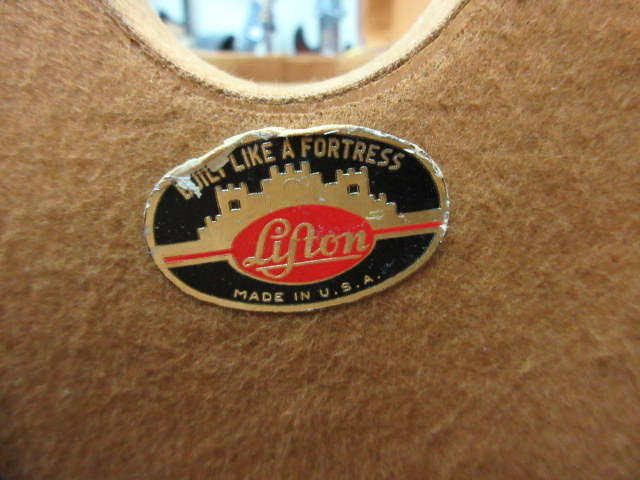 BUILT LIKE A FORTRESS
Lifton
MADE IN U.S.A.